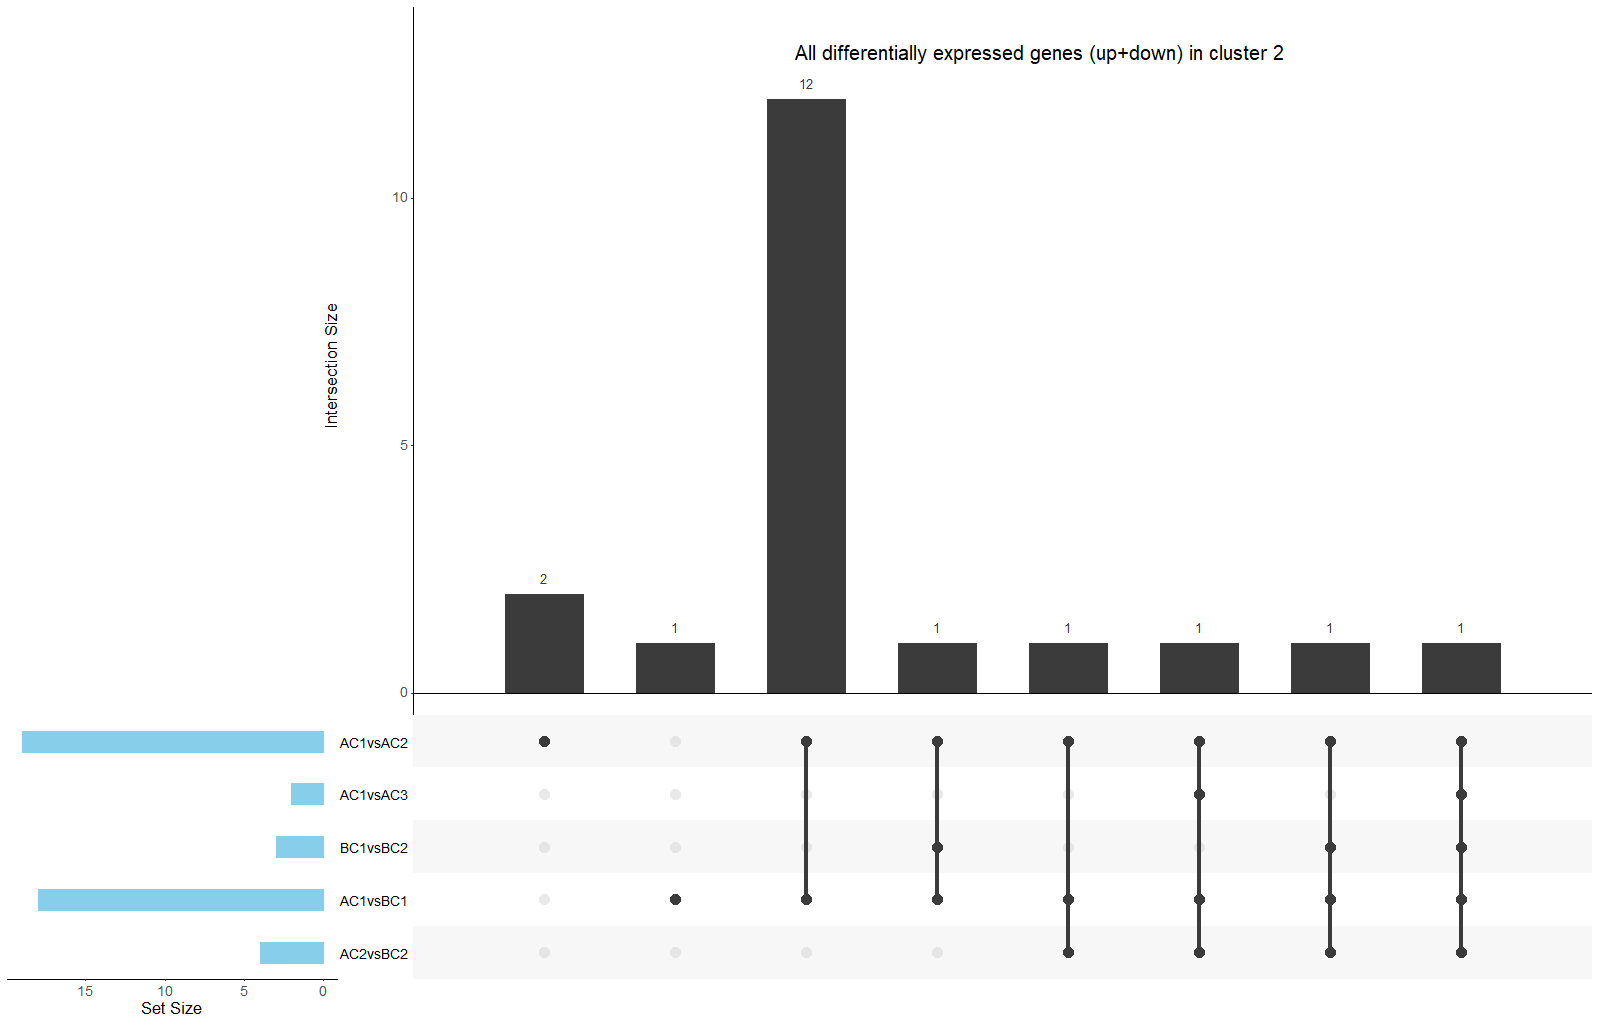 All differentially expressed genes (up+down) in cluster 2
12
10
Intersection Size
5
2
1
1
1
1
1
1
0
AC1vsAC2
AC1vsAC3
BC1vsBC2
AC1vsBC1
AC2vsBC2
15 10 5 0
Set Size